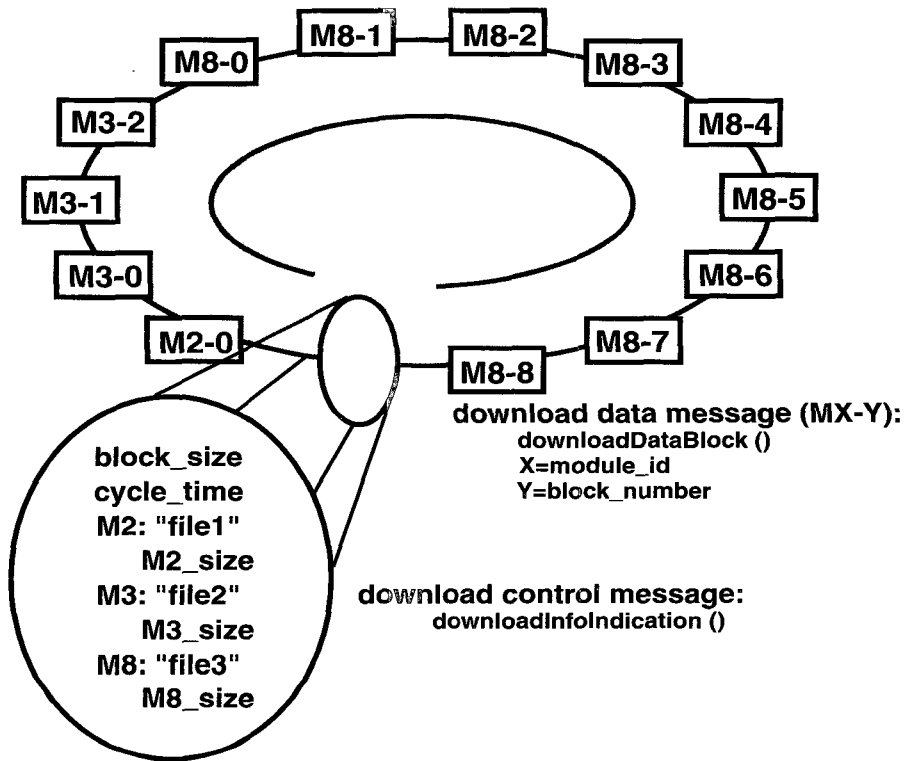 M8-1
M8-2
M8-0
M8-3
M3-2
M8-4
M3-1
M8-5
M3-0
M8-6
M2-0
M8-7
M8-8
download data message (MX-Y):
downloadDataBlock ()
X=module_id
Y=block_number
block_size
cycle_time
M2: "file1"
M2_size
M3: "file2"
M3_size
M8: "file3"
M8_size
download control message:
downloadInfoIndication ()